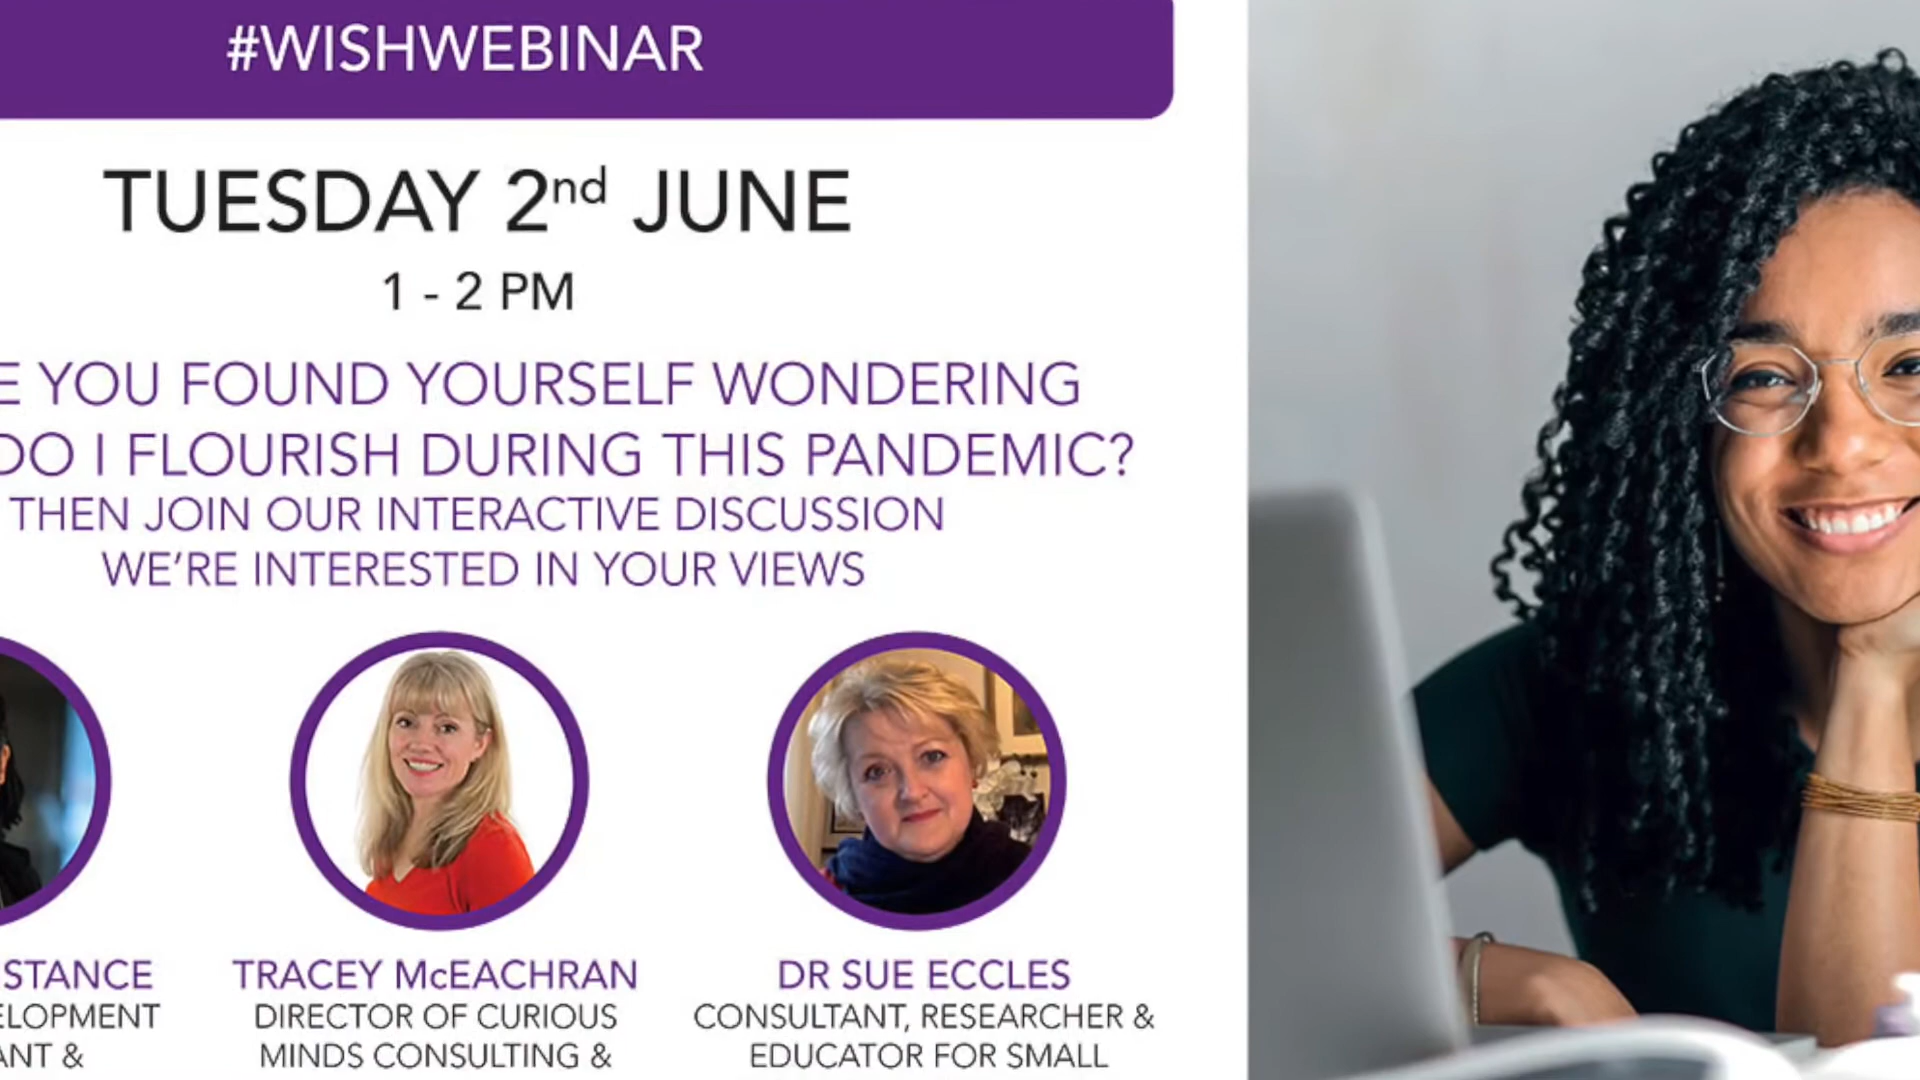 #WISHWEBINAR
TUESDAY 2nd JUNE
1 - 2 PM
E YOU FOUND YOURSELF WONDERING
DO I FLOURISH DURING THIS PANDEMIC?
THEN JOIN OUR INTERACTIVE DISCUSSION
WE'RE INTERESTED IN YOUR VIEWS
STANCE
ELOPMENT
ANT &
TRACEY McEACHRAN
DIRECTOR OF CURIOUS
MINDS CONSULTING &
DR SUE ECCLES
CONSULTANT, RESEARCHER &
EDUCATOR FOR SMALL